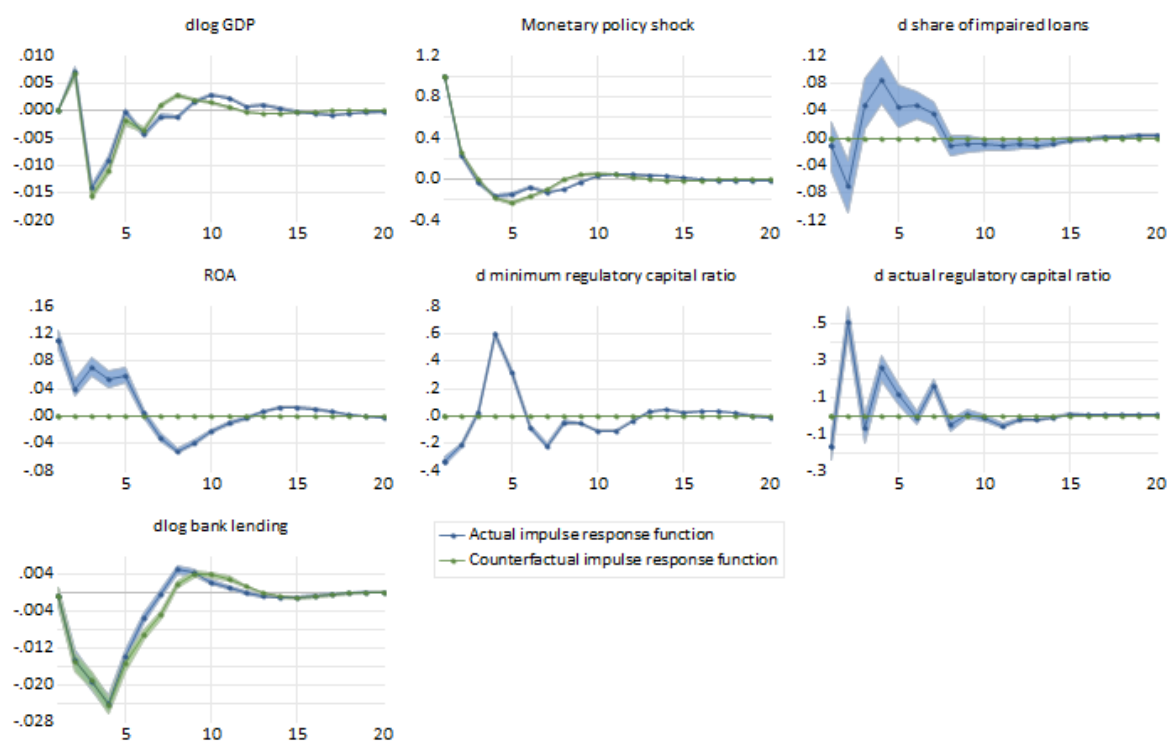 dlog GDP
.010
.005
.000
-.005
-.010
-.015
-.020
5 10 15 20
Monetary policy shock
1.2
0.8
0.4
0.0
-0.4
5 10 15 20
d share of impaired loans
.12
.04
.00
-.04
-.08
-.12
5 10 15 20
ROA
.16
.12
.08
.04
.00
-.04
-.08
5 10 15 20
d minimum regulatory capital ratio
.8
.6
.4
.2
.0
-.2
-.4
5 10 15 20
d actual regulatory capital ratio
.5
.3
.1
-.1
-.3
5 10 15 20
dlog bank lending
.004
-.004
-.012
-.020
-.028
5 10 15 20
Actual impulse response function
Counterfactual impulse response function